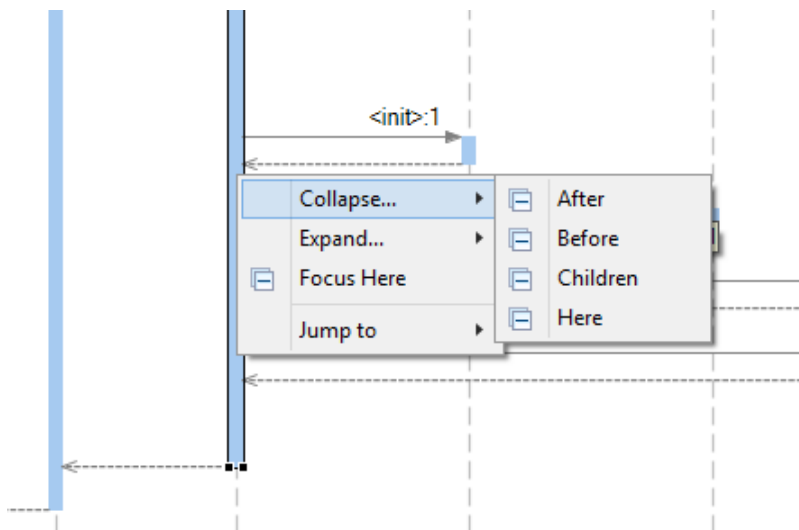 <init>:1
Collapse...
Expand...
Focus Here
Jump to
After
Before
Children
Here